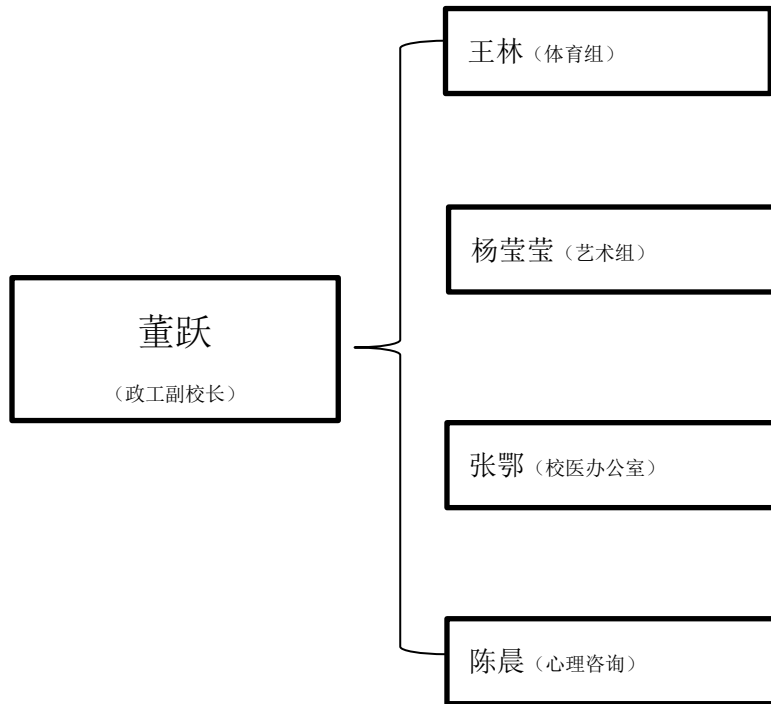 王林（体育组）
杨莹莹（艺术组）
董跃
（政工副校长）
张鄂（校医办公室）
陈晨（心理咨询）